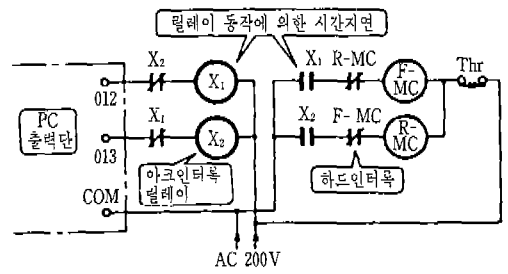 릴레이 동작에 의한 시간지연
X₂
X₁
012
X₁ R-MC
F-
MC
Thr
PC
출력단
X₁
X₂
013
X₂ F-MC
R-
MC
아크인터록
릴레이
하드인터록
COM
AC 200V